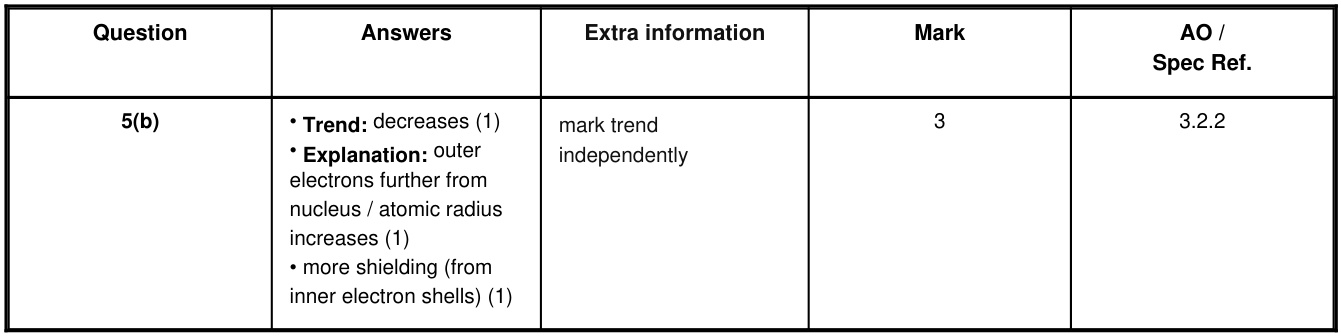 Question Answers Extra information Mark AO /
Spec Ref.
5(b) • Trend: decreases (1) mark trend 3 3.2.2
• Explanation: outer independently
electrons further from
nucleus / atomic radius
increases (1)
• more shielding (from
inner electron shells) (1)